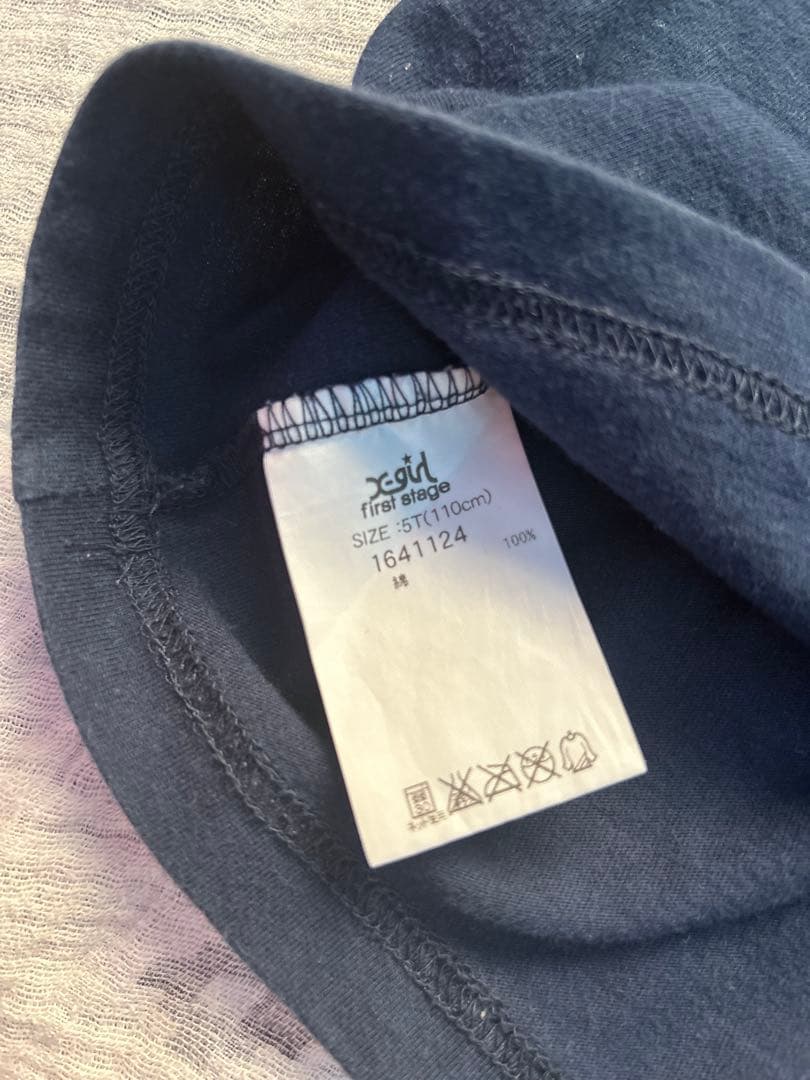 X-girl
first stage
SIZE :5T(110cm)
1641124
綿 100%